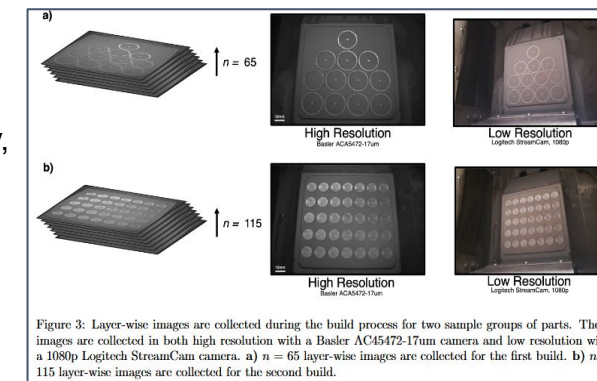 a)
n = 65
High Resolution
Basler ACA5472-17um
Low Resolution
Logitech StreamCam, 1080p
b)
n = 115
High Resolution
Basler ACA5472-17um
Low Resolution
Logitech StreamCam, 1080p
Figure 3: Layer-wise images are collected during the build process for two sample groups of parts. The
images are collected in both high resolution with a Basler ACA45472-17um camera and low resolution wi
a 1080p Logitech StreamCam camera. a) n = 65 layer-wise images are collected for the first build. b) n
115 layer-wise images are collected for the second build.